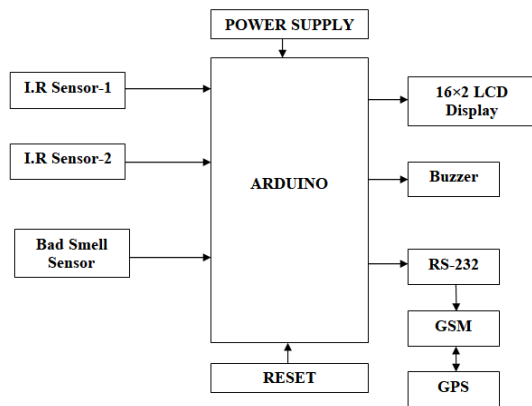 POWER SUPPLY
I.R Sensor-1
I.R Sensor-2
Bad Smell
Sensor
ARDUINO
16×2 LCD
Display
Buzzer
RS-232
GSM
GPS
RESET